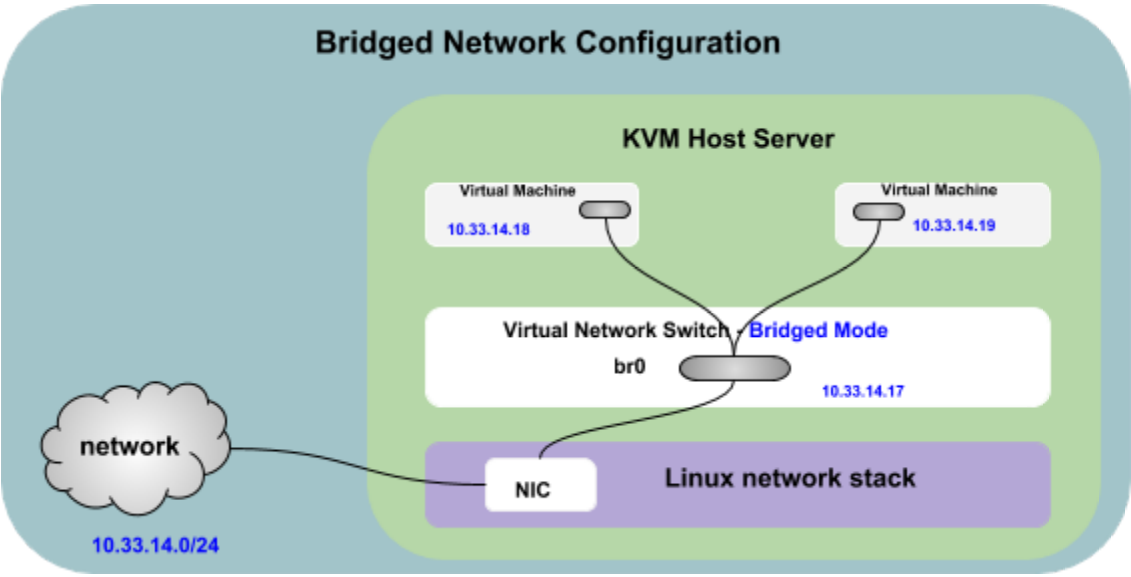 Bridged Network Configuration
KVM Host Server
Virtual Machine
10.33.14.18
Virtual Machine
10.33.14.19
Virtual Network Switch - Bridged Mode
br0
10.33.14.17
network
10.33.14.0/24
NIC
Linux network stack